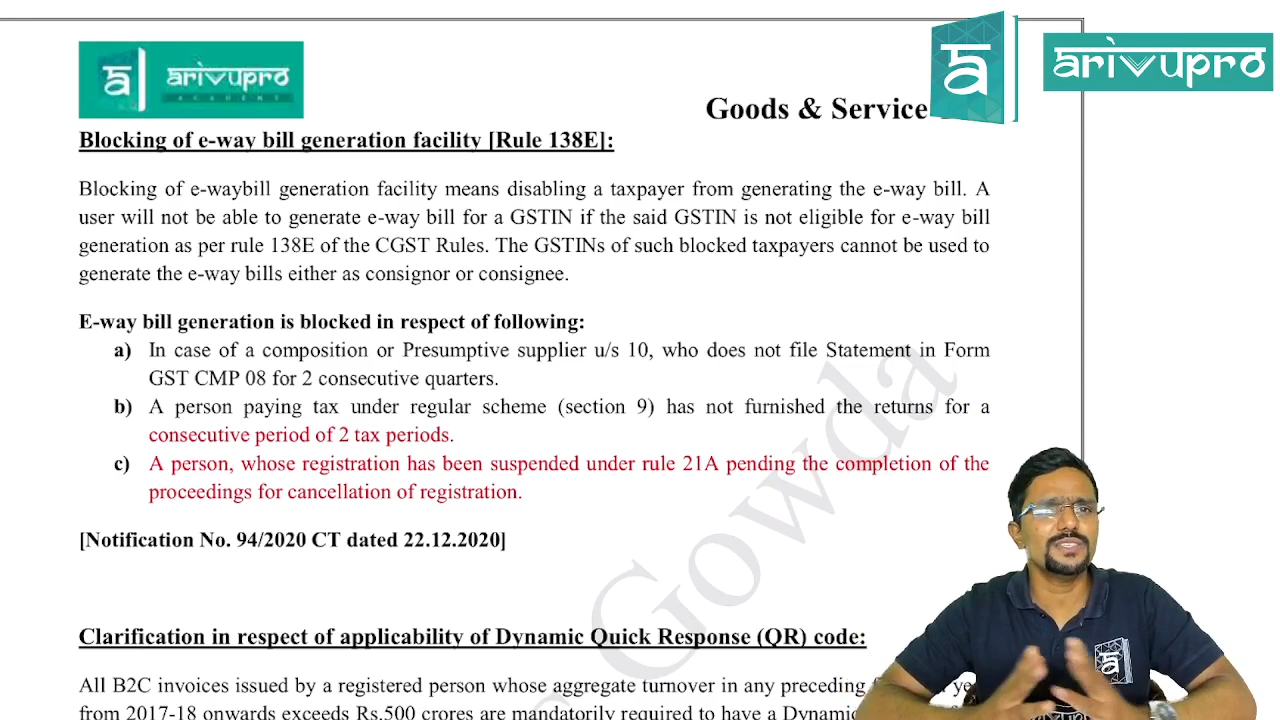 ā arivupro
ACADEMY
ā arivupro
Goods & Service
Blocking of e-way bill generation facility [Rule 138E]:
Blocking of e-waybill generation facility means disabling a taxpayer from generating the e-way bill. A
user will not be able to generate e-way bill for a GSTIN if the said GSTIN is not eligible for e-way bill
generation as per rule 138E of the CGST Rules. The GSTINs of such blocked taxpayers cannot be used to
generate the e-way bills either as consignor or consignee.
E-way bill generation is blocked in respect of following:
a) In case of a composition or Presumptive supplier u/s 10, who does not file Statement in Form
GST CMP 08 for 2 consecutive quarters.
b) A person paying tax under regular scheme (section 9) has not furnished the returns for a
consecutive period of 2 tax periods.
c) A person, whose registration has been suspended under rule 21A pending the completion of the
proceedings for cancellation of registration.
[Notification No. 94/2020 CT dated 22.12.2020]
Gowda
Clarification in respect of applicability of Dynamic Quick Response (QR) code:
All B2C invoices issued by a registered person whose aggregate turnover in any preceding
from 2017-18 onwards exceeds Rs.500 crores are mandatorily required to have a Dynamic
ā